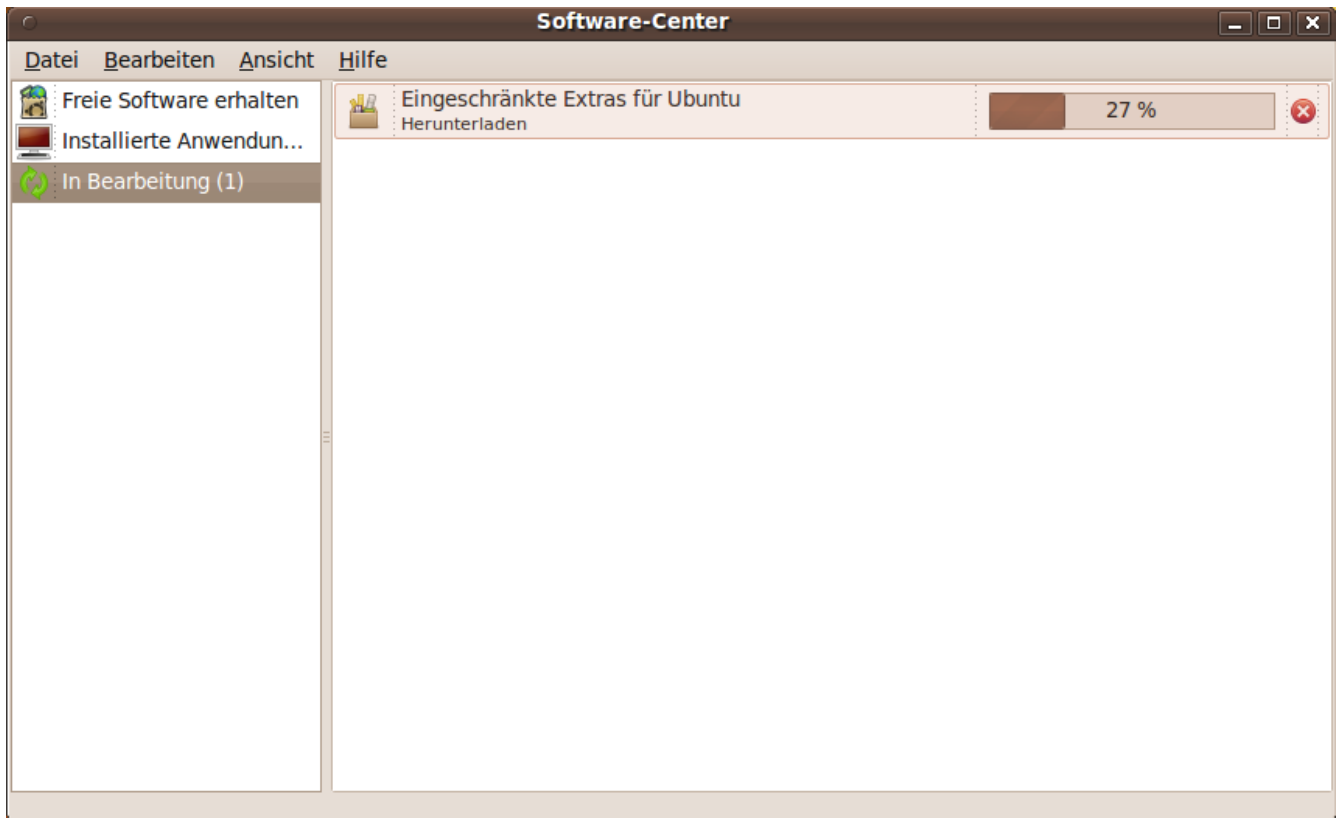 Software-Center
Datei Bearbeiten Ansicht Hilfe
Freie Software erhalten
Installierte Anwendun...
In Bearbeitung (1)
Eingeschränkte Extras für Ubuntu
Herunterladen
27 %